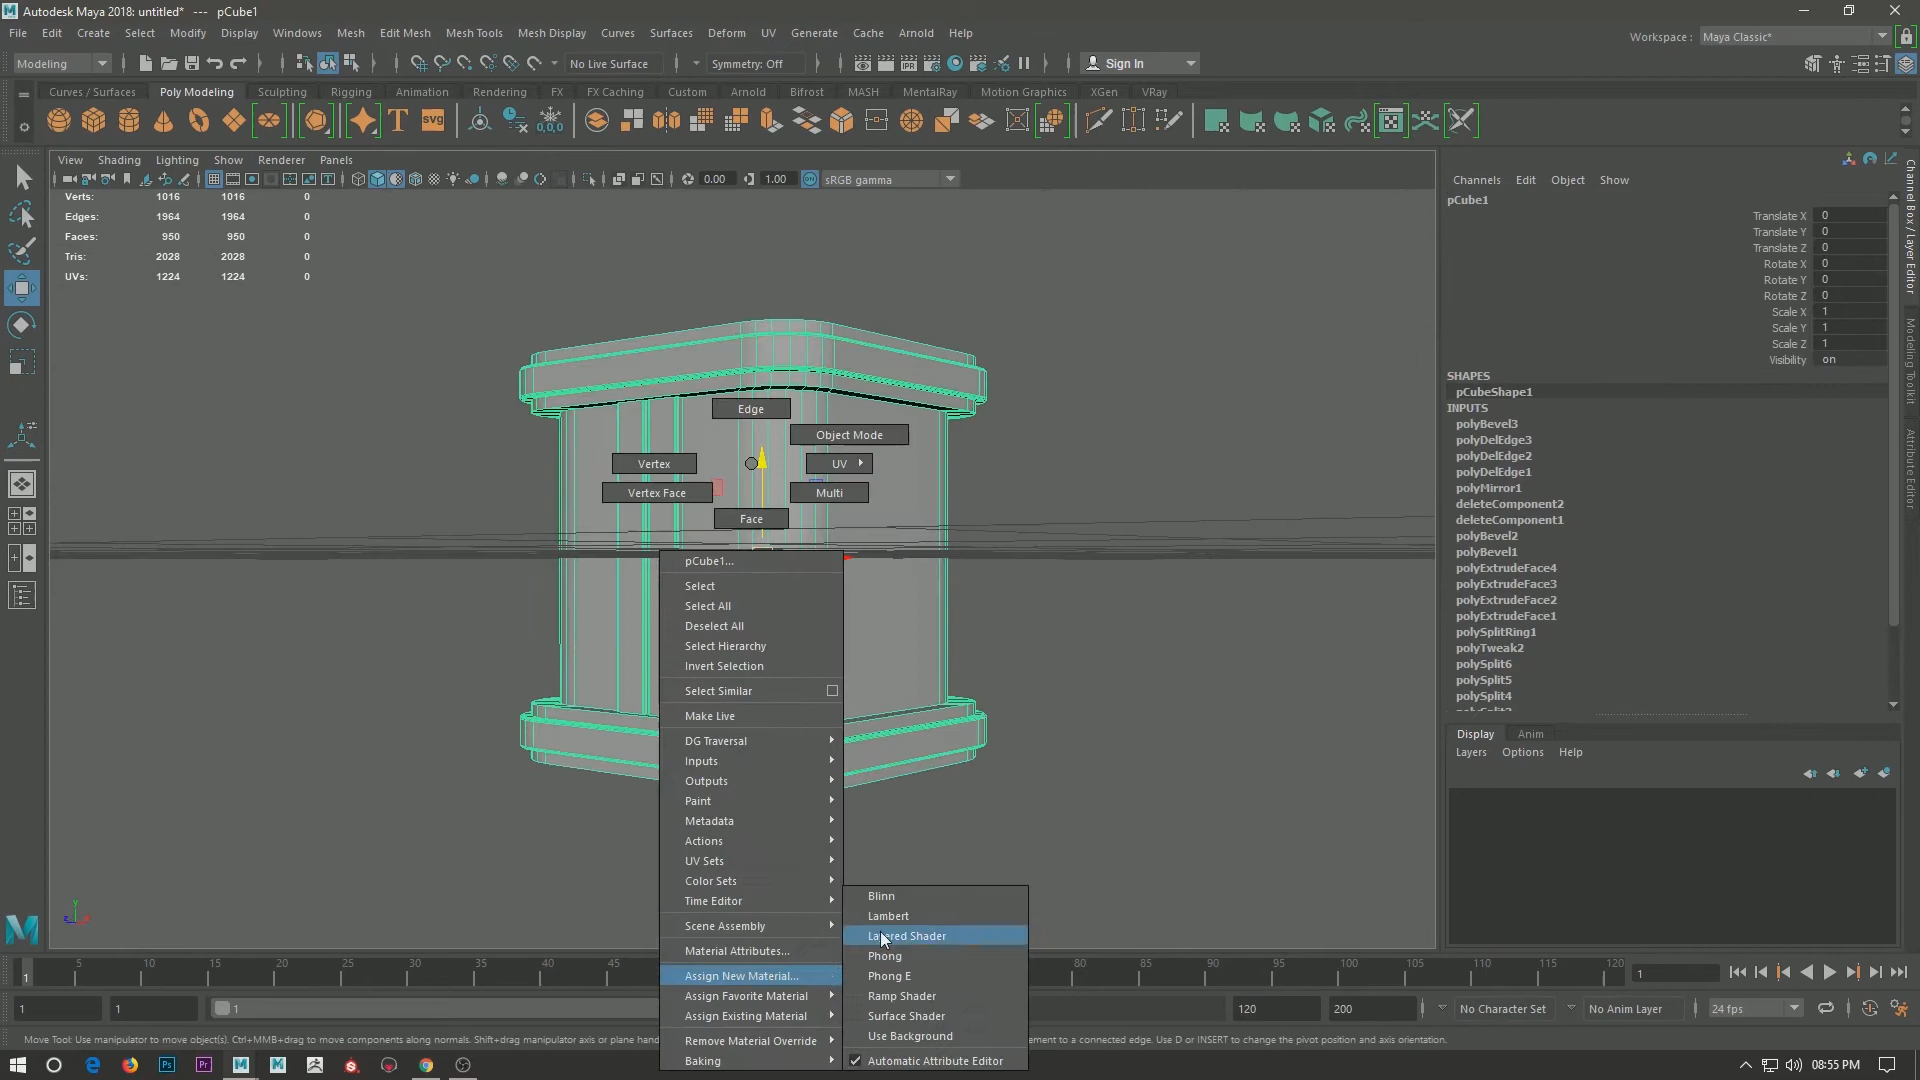 Autodesk Maya 2018: untitled*   ---   pCube1
File Edit Create Select Modify Display Windows Mesh Edit Mesh Mesh Tools Mesh Display Curves Surfaces Deform UV Generate Cache Arnold Help
Workspace : Maya Classic*
Modeling No Live Surface Symmetry: Off Sign In
Curves / Surfaces Poly Modeling Sculpting Rigging Animation Rendering FX FX Caching Custom Arnold Bifrost MASH MentalRay Motion Graphics XGen VRay
View Shading Lighting Show Renderer Panels
0.00 1.00 sRGB gamma
Verts: 1016 1016 0
Edges: 1964 1964 0
Faces: 950 950 0
Tris: 2028 2028 0
UVs: 1224 1224 0
Edge
Object Mode
Vertex
UV
Vertex Face
Multi
Face
pCube1...
Select
Select All
Deselect All
Select Hierarchy
Invert Selection
Select Similar
Make Live
DG Traversal
Inputs
Outputs
Paint
Metadata
Actions
UV Sets
Color Sets
Time Editor
Scene Assembly
Material Attributes...
Assign New Material...
Assign Favorite Material
Assign Existing Material
Remove Material Override
Baking
Blinn
Lambert
Layered Shader
Phong
Phong E
Ramp Shader
Surface Shader
Use Background
Automatic Attribute Editor
Channels Edit Object Show
pCube1
Translate X 0
Translate Y 0
Translate Z 0
Rotate X 0
Rotate Y 0
Rotate Z 0
Scale X 1
Scale Y 1
Scale Z 1
Visibility on
SHAPES
pCubeShape1
INPUTS
polyBevel3
polyDelEdge3
polyDelEdge2
polyDelEdge1
polyMirror1
deleteComponent2
deleteComponent1
polyBevel2
polyBevel1
polyExtrudeFace4
polyExtrudeFace3
polyExtrudeFace2
polyExtrudeFace1
polySplitRing1
polyTweak2
polySplit6
polySplit5
polySplit4
Display Anim
Layers Options Help
Channel Box / Layer Editor
Modeling Toolkit
Attribute Editor
y
z
1 5 10 15 20 25 30 35 40 45 80 85 90 95 100 105 110 115 120
1
1 1 1 120 200 No Character Set No Anim Layer 24 fps
Move Tool: Use manipulator to move object(s). Ctrl+MMB+drag to move components along normals. Shift+drag manipulator axis or plane hand
ement to a connected edge. Use D or INSERT to change the pivot position and axis orientation.
08:55 PM